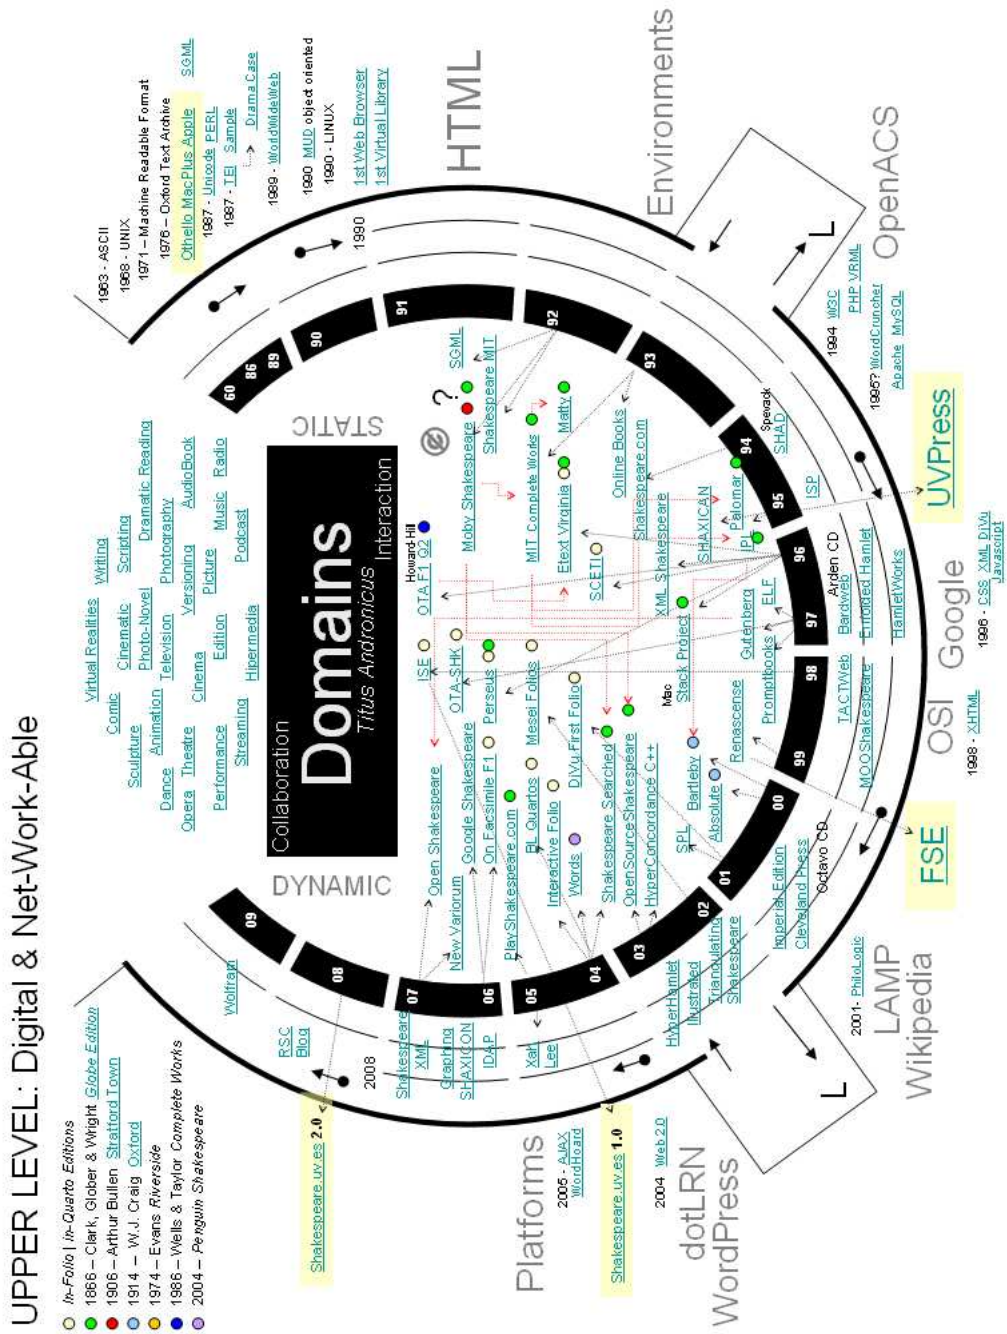 UPPER LEVEL: Digital & Net-Work-Able
In-Folio | in-Quarto Editions
1866 – Clark, Glober & Wright Globe Edition
1906 – Arthur Bullen Stratford Town
1914 – W.J. Craig Oxford
1974 – Evans Riverside
1986 – Wells & Taylor Complete Works
2004 – Penguin Shakespeare
Virtual Realities Writing
Comic Cinematic Scripting
Sculpture Photo-Novel Dramatic Reading
Animation Television Photography
Dance Versioning AudioBook
Opera Theatre Cinema Picture
Performance Edition Music Radio
Streaming Hipermedia Podcast
Collaboration
Domains
Titus Andronicus
Interaction
DYNAMIC
STATIC
1963 - ASCII
1968 - UNIX
1971 – Machine Readable Format
1976 – Oxford Text Archive
Othello MacPlus Apple SGML
1987 - Unicode PERL
1987 - TEI Sample
Drama Case
1989 - WorldWideWeb
1990 MUD object oriented
1990 - LINUX
1st Web Browser
1st Virtual Library
HTML
Environments
OpenACS
1990
60
86
89
90
91
92
93
94
95
96
97
98
99
00
01
02
03
04
05
06
07
08
09
?
Howard-Hil
OTA F1 Q2
SGML
Moby Shakespeare
Shakespeare MIT
MIT Complete Works
Matty
Etext Virginia
Online Books
SCETI
Shakespeare.com
XML Shakespeare
SHAXICAN
Palomar
IPL
Spevack
SHAD
ISP
ISE
OTA-SHK
Perseus
Google Shakespeare
On Facsimile F1
Open Shakespeare
New Variorum
PlayShakespeare.com
BL Quartos
Meisei Folios
Interactive Folio
DjVu First Folio
Words
Shakespeare Searched
OpenSourceShakespeare
HyperConcordance C++
Mac
Stack Project
SPL
Bartleby
Absolute
Renascense
Gutenberg
Promptbooks
ELF
Arden CD
Bardweb
Enfolded Hamlet
HamletWorks
TACTWeb
MOOShakespeare
Imperial Edition
Cleveland Press
Octavo CD
Triangulating
Shakespeare
HyperHamlet
Illustrated
Xah
Lee
Shakespeare
XML
Graphing
SHAXICON
IDAP
RSC
Blog
Wolfram
2008
Shakespeare.uv.es 2.0
Shakespeare.uv.es 1.0
Platforms
2005 - AJAX
WordHoard
2004 Web 2.0
dotLRN
WordPress
L
2001- PhiloLogic
LAMP
Wikipedia
FSE
OSI
1998 - XHTML
Google
1996 - CSS XML DjVu
Javascript
UVPress
1994 W3C
PHP VRML
1995? WordCruncher
Apache MySQL
L